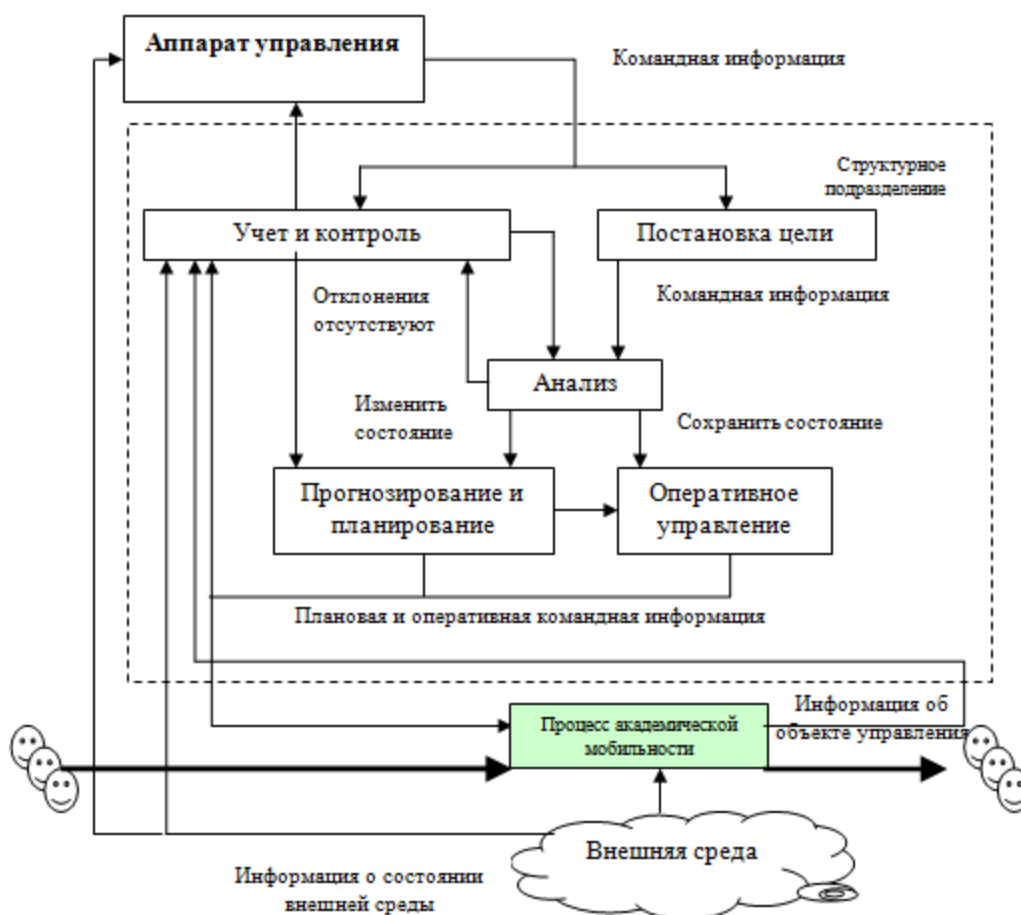 Аппарат управления
Командная информация
Структурное
подразделение
Учет и контроль
Постановка цели
Отклонения
отсутствуют
Командная информация
Анализ
Изменить
состояние
Сохранить состояние
Прогнозирование и
планирование
Оперативное
управление
Плановая и оперативная командная информация
Процесс академической
мобильности
Информация об
объекте управления
Внешняя среда
Информация о состоянии
внешней среды